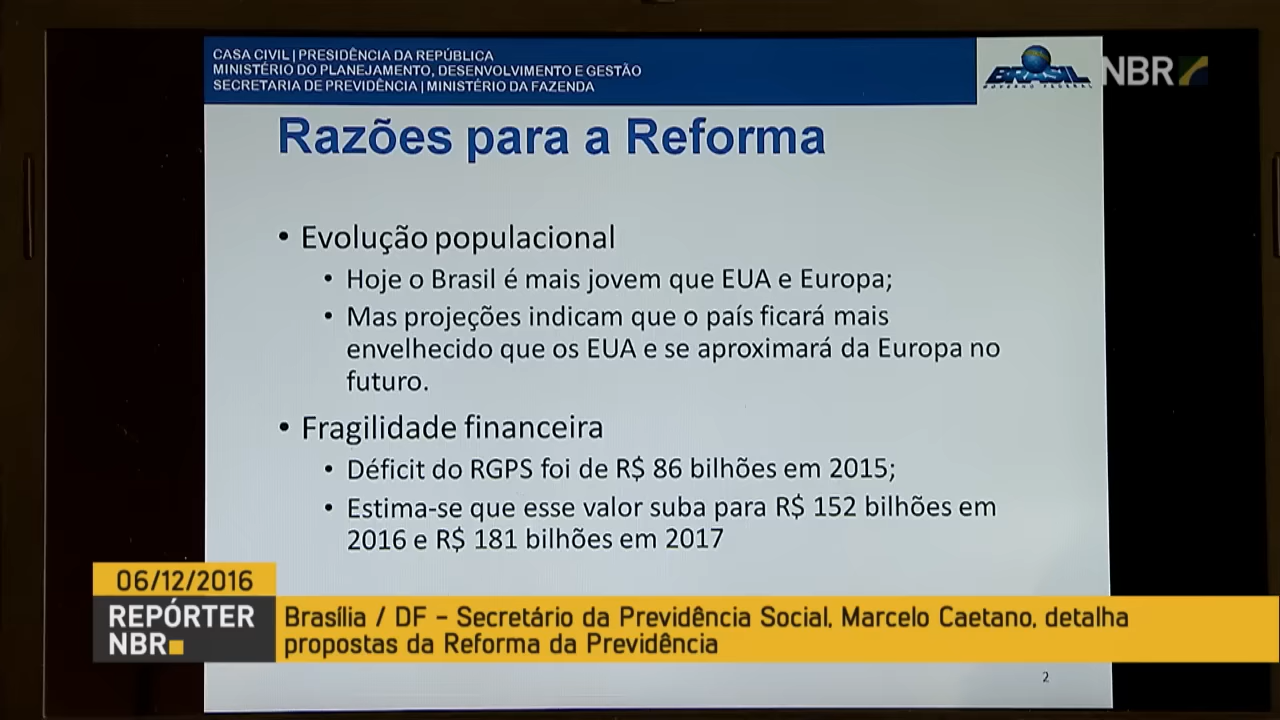 CASA CIVIL | PRESIDÊNCIA DA REPÚBLICA
MINISTÉRIO DO PLANEJAMENTO, DESENVOLVIMENTO E GESTÃO
SECRETARIA DE PREVIDÊNCIA | MINISTÉRIO DA FAZENDA
BRASIL
GOVERNO FEDERAL
NBR
Razões para a Reforma
• Evolução populacional
• Hoje o Brasil é mais jovem que EUA e Europa;
• Mas projeções indicam que o país ficará mais
envelhecido que os EUA e se aproximará da Europa no
futuro.
• Fragilidade financeira
• Déficit do RGPS foi de R$ 86 bilhões em 2015;
• Estima-se que esse valor suba para R$ 152 bilhões em
2016 e R$ 181 bilhões em 2017
06/12/2016
REPÓRTER
NBR
Brasília / DF – Secretário da Previdência Social, Marcelo Caetano, detalha
propostas da Reforma da Previdência
2